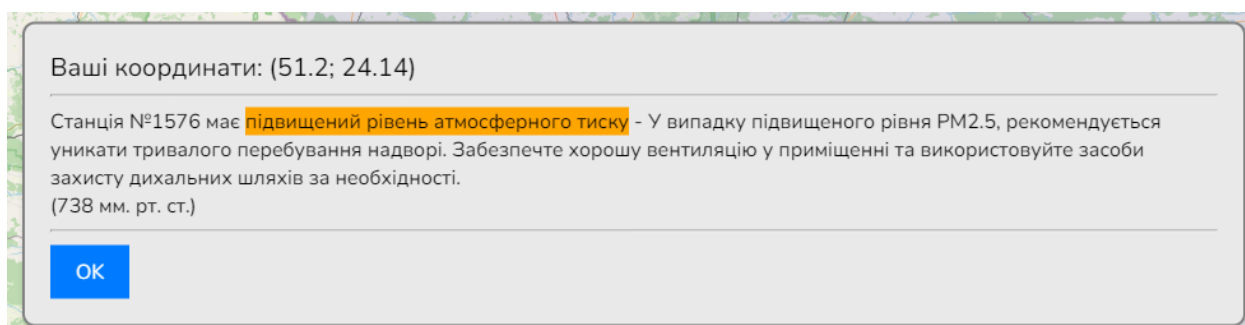 Ваші координати: (51.2; 24.14)
Станція №1576 має підвищений рівень атмосферного тиску - У випадку підвищеного рівня PM2.5, рекомендується
уникати тривалого перебування надворі. Забезпечте хорошу вентиляцію у приміщенні та використовуйте засоби
захисту дихальних шляхів за необхідності.
(738 мм. рт. ст.)
OK